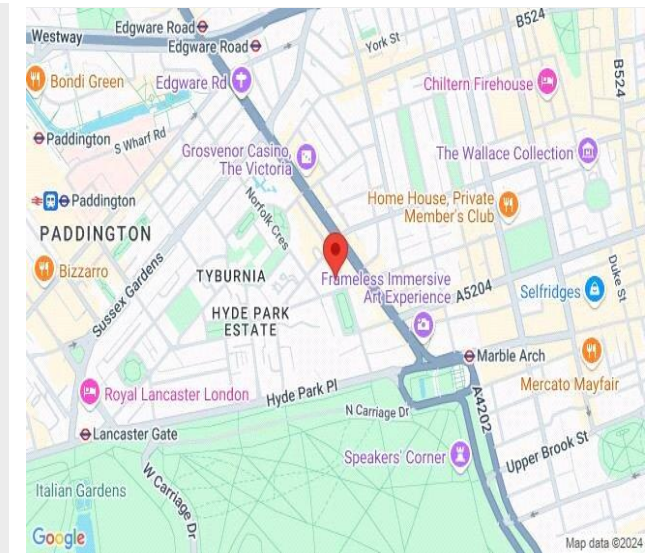 Edgware Road
Westway
Edgware Road
York St
B524
B524
Bondi Green
Edgware Rd
Chiltern Firehouse
Paddington
S Wharf Rd
Grosvenor Casino,
The Victoria
The Wallace Collection
Paddington
Norfolk Cres
Home House, Private
Member's Club
PADDINGTON
Bizzarro
Sussex Gardens
TYBURNIA
Frameless Immersive
Art Experience
A5204
Duke St
Selfridges
HYDE PARK
ESTATE
Marble Arch
Mercato Mayfair
Royal Lancaster London
Hyde Park Pl
A4202
N Carriage Dr
Lancaster Gate
Upper Brook St
Speakers' Corner
W Carriage Dr
Italian Gardens
Google
Map data ©2024